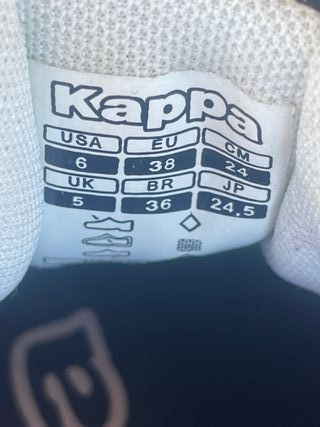 Kappa
USA EU CM
6 38 24
UK BR JP
5 36 24.5